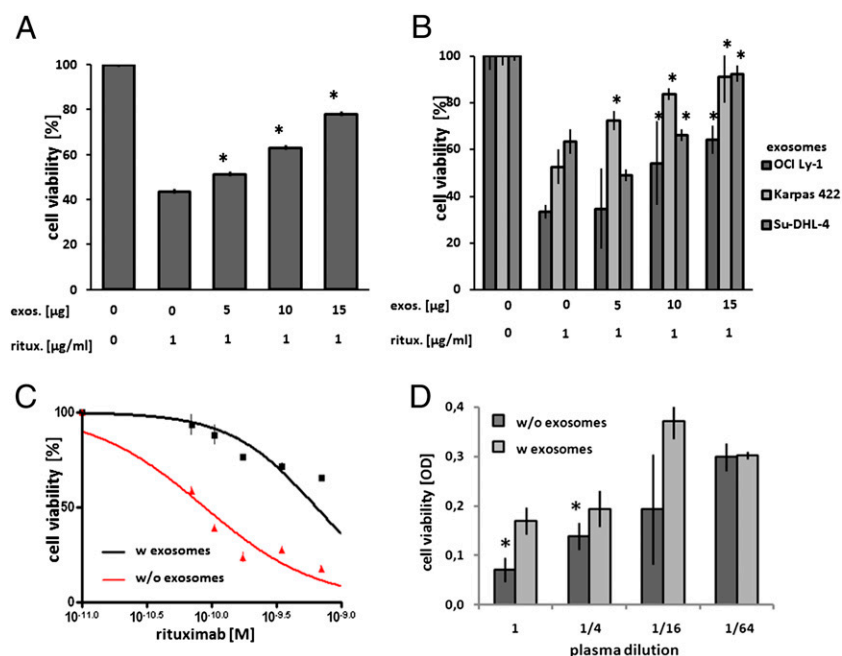 A
cell viability [%]
100
80
60
40
20
0
* * *
exos. [µg] 0 0 5 10 15
ritux. [µg/ml] 0 1 1 1 1
B
cell viability [%]
100
80
60
40
20
0
* * * * * * *
exosomes
OCI Ly-1
Karpas 422
Su-DHL-4
exos. [µg] 0 0 5 10 15
ritux. [µg/ml] 0 1 1 1 1
C
cell viability [%]
100
50
0
w exosomes
w/o exosomes
10-11.0 10-10.5 10-10.0 10-9.5 10-9.0
rituximab [M]
D
cell viability [OD]
0,4
0,3
0,2
0,1
0,0
w/o exosomes
w exosomes
* *
1 1/4 1/16 1/64
plasma dilution